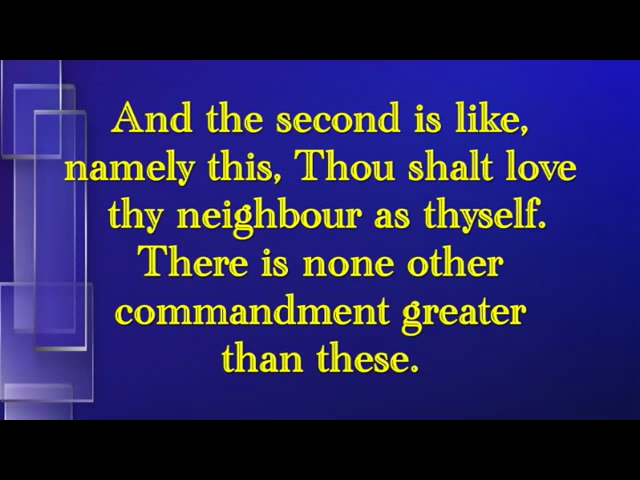 And the second is like,
namely this, Thou shalt love
thy neighbour as thyself.
There is none other
commandment greater
than these.